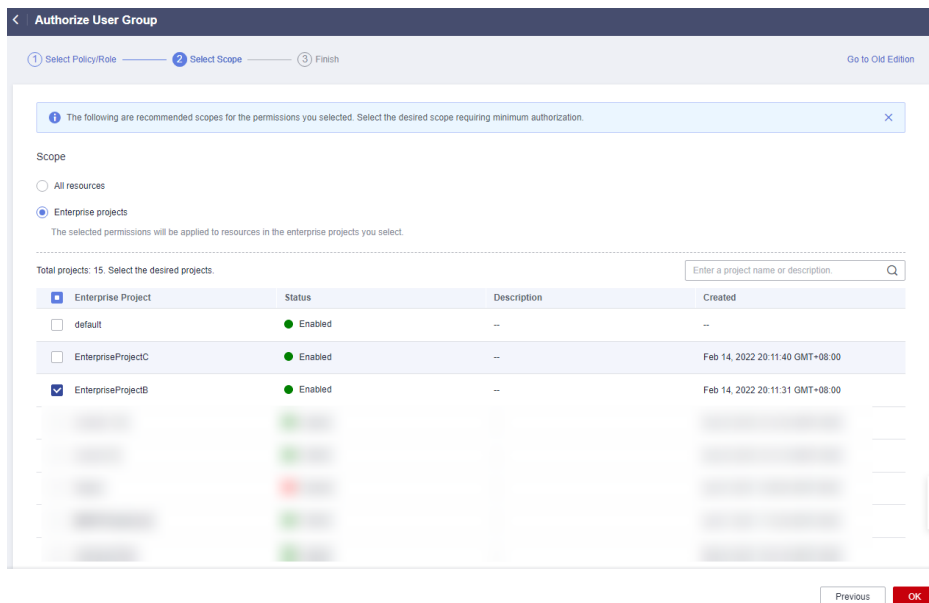 Authorize User Group
1 Select Policy/Role 2 Select Scope 3 Finish Go to Old Edition
The following are recommended scopes for the permissions you selected. Select the desired scope requiring minimum authorization.
Scope
All resources
Enterprise projects
The selected permissions will be applied to resources in the enterprise projects you select.
Total projects: 15. Select the desired projects. Enter a project name or description.
Enterprise Project Status Description Created
default Enabled -- --
EnterpriseProjectC Enabled -- Feb 14, 2022 20:11:40 GMT+08:00
EnterpriseProjectB Enabled -- Feb 14, 2022 20:11:31 GMT+08:00
Previous OK